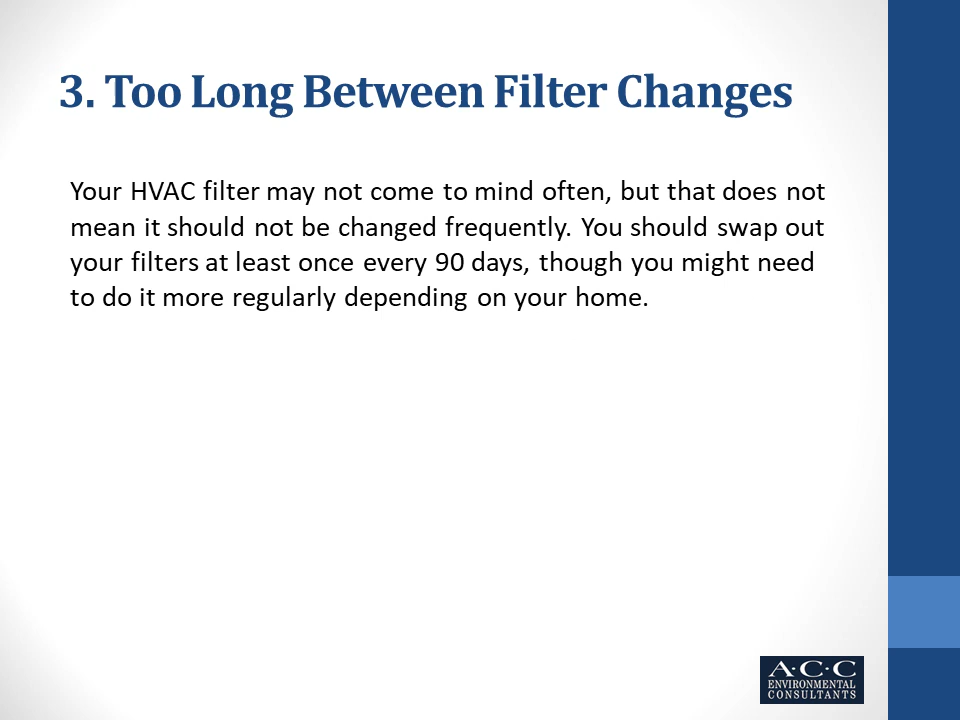 3. Too Long Between Filter Changes
Your HVAC filter may not come to mind often, but that does not
mean it should not be changed frequently. You should swap out
your filters at least once every 90 days, though you might need
to do it more regularly depending on your home.
A·C·C
ENVIRONMENTAL
CONSULTANTS